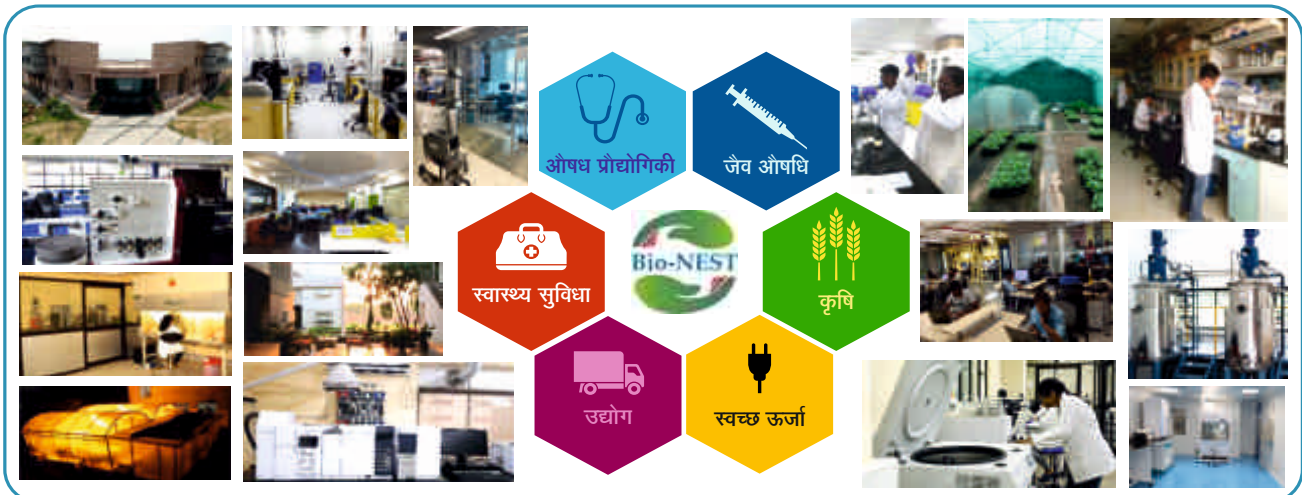 औषध प्रौद्योगिकी
जैव औषधि
स्वास्थ्य सुविधा
Bio-NEST
कृषि
उद्योग
स्वच्छ ऊर्जा